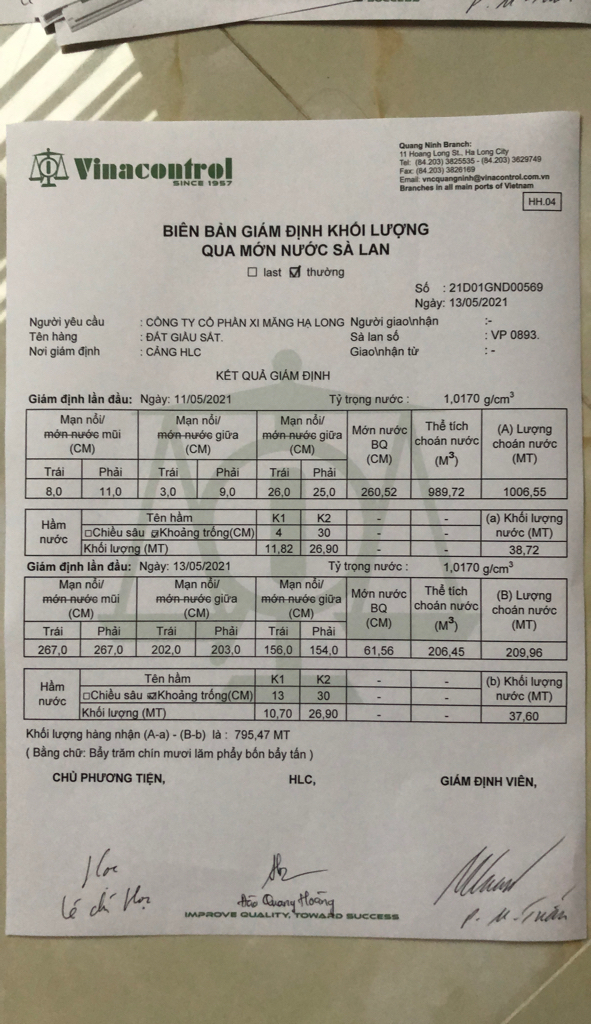 Vinacontrol
SINCE 1957
Quang Ninh Branch:
11 Hoang Long St., Ha Long City
Tel: (84.203) 3825535 - (84.203) 3629749
Fax: (84.203) 3826169
Email: vncquangninh@vinacontrol.com.vn
Branches in all main ports of Vietnam
HH.04
BIÊN BẢN GIÁM ĐỊNH KHỐI LƯỢNG
QUA MỚN NƯỚC SÀ LAN
☐ last ☑ thường
Số : 21D01GND00569
Ngày: 13/05/2021
Người yêu cầu : CÔNG TY CỔ PHẦN XI MĂNG HẠ LONG Người giao\nhận :-
Tên hàng : ĐẤT GIÀU SẮT. Sà lan số : VP 0893.
Nơi giám định : CẢNG HLC Giao\nhận từ : -
KẾT QUẢ GIÁM ĐỊNH
Giám định lần đầu: Ngày: 11/05/2021 Tỷ trọng nước : 1,0170 g/cm³
Mạn nổi/ món nước mũi (CM) Mạn nổi/ món nước giữa (CM) Mạn nổi/ món nước giữa (CM) Món nước BQ (CM) Thể tích choán nước (M³) (A) Lượng choán nước (MT)
Trái Phải Trái Phải Trái Phải
8,0 11,0 3,0 9,0 26,0 25,0 260,52 989,72 1006,55
Hầm nước Tên hầm K1 K2 - - (a) Khối lượng nước (MT)
☐Chiều sâu ☑Khoảng trống(CM) 4 30 - -
Khối lượng (MT) 11,82 26,90 - - 38,72
Giám định lần đầu: Ngày: 13/05/2021 Tỷ trọng nước : 1,0170 g/cm³
Mạn nổi/ món nước mũi (CM) Mạn nổi/ món nước giữa (CM) Mạn nổi/ món nước giữa (CM) Món nước BQ (CM) Thể tích choán nước (M³) (B) Lượng choán nước (MT)
Trái Phải Trái Phải Trái Phải
267,0 267,0 202,0 203,0 156,0 154,0 61,56 206,45 209,96
Hầm nước Tên hầm K1 K2 - - (b) Khối lượng nước (MT)
☐Chiều sâu ☑Khoảng trống(CM) 13 30 - -
Khối lượng (MT) 10,70 26,90 - - 37,60
Khối lượng hàng nhận (A-a) - (B-b) là : 795,47 MT
( Bằng chữ: Bẩy trăm chín mươi lăm phẩy bốn bẩy tấn )
CHỦ PHƯƠNG TIỆN, HLC, GIÁM ĐỊNH VIÊN,
Đào Quang Hoàng
IMPROVE QUALITY, TOWARD SUCCESS